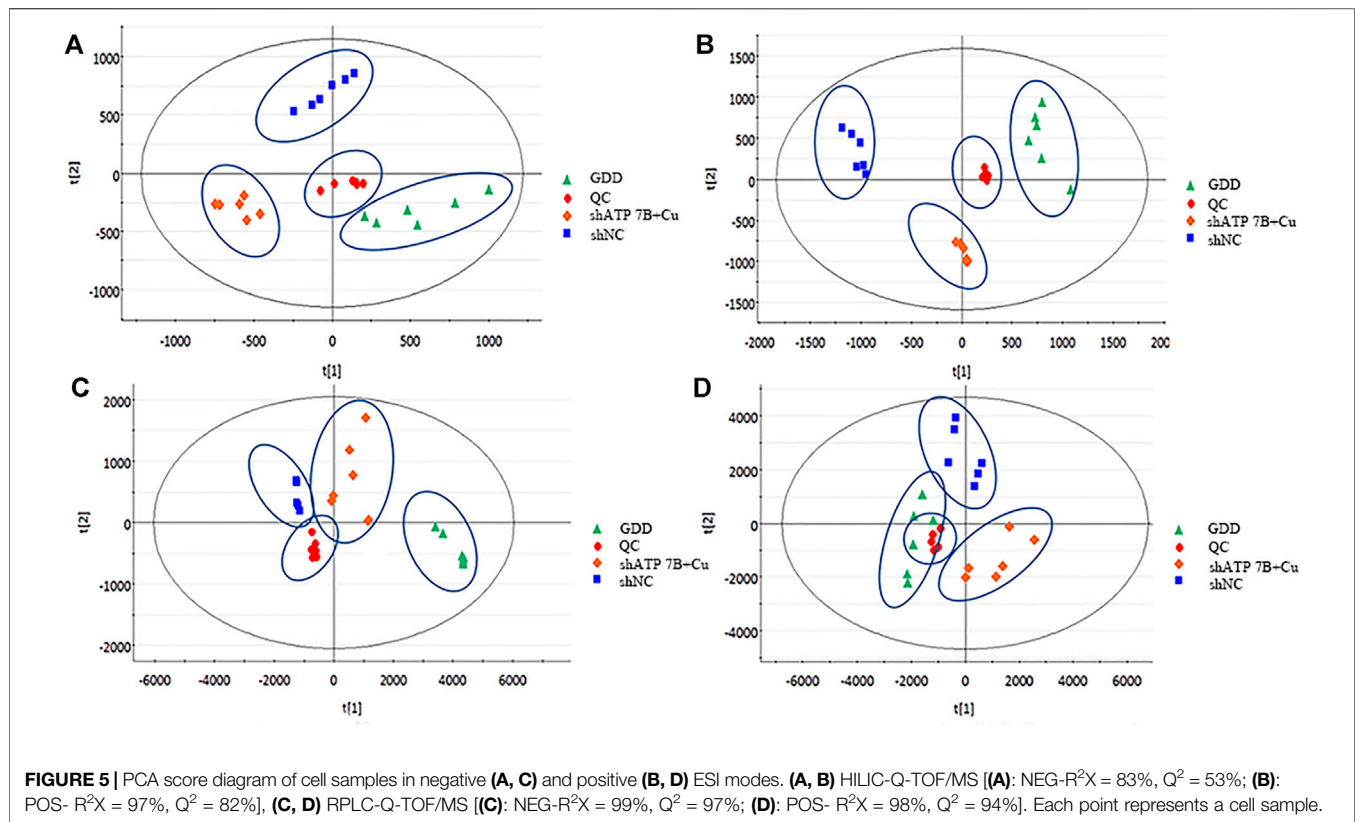 A
1000
500
0
-500
-1000
t[2]
-1000
-500
0
500
1000
t[1]
GDD
QC
shATP 7B+Cu
shNC
B
1500
1000
500
0
-500
-1000
-1500
t[2]
-2000
-1500
-1000
-500
0
500
1000
1500
200
t[1]
GDD
QC
shATP 7B+Cu
shNC
C
2000
1000
0
-1000
-2000
t[2]
-6000
-4000
-2000
0
2000
4000
6000
t[1]
GDD
QC
shATP 7B+Cu
shNC
D
4000
2000
0
-2000
-4000
t[2]
-6000
-4000
-2000
0
2000
4000
6000
t[1]
GDD
QC
shATP 7B+Cu
shNC
FIGURE 5 | PCA score diagram of cell samples in negative (A, C) and positive (B, D) ESI modes. (A, B) HILIC-Q-TOF/MS [(A): NEG-R²X = 83%, Q² = 53%; (B):
POS- R²X = 97%, Q² = 82%], (C, D) RPLC-Q-TOF/MS [(C): NEG-R²X = 99%, Q² = 97%; (D): POS- R²X = 98%, Q² = 94%]. Each point represents a cell sample.